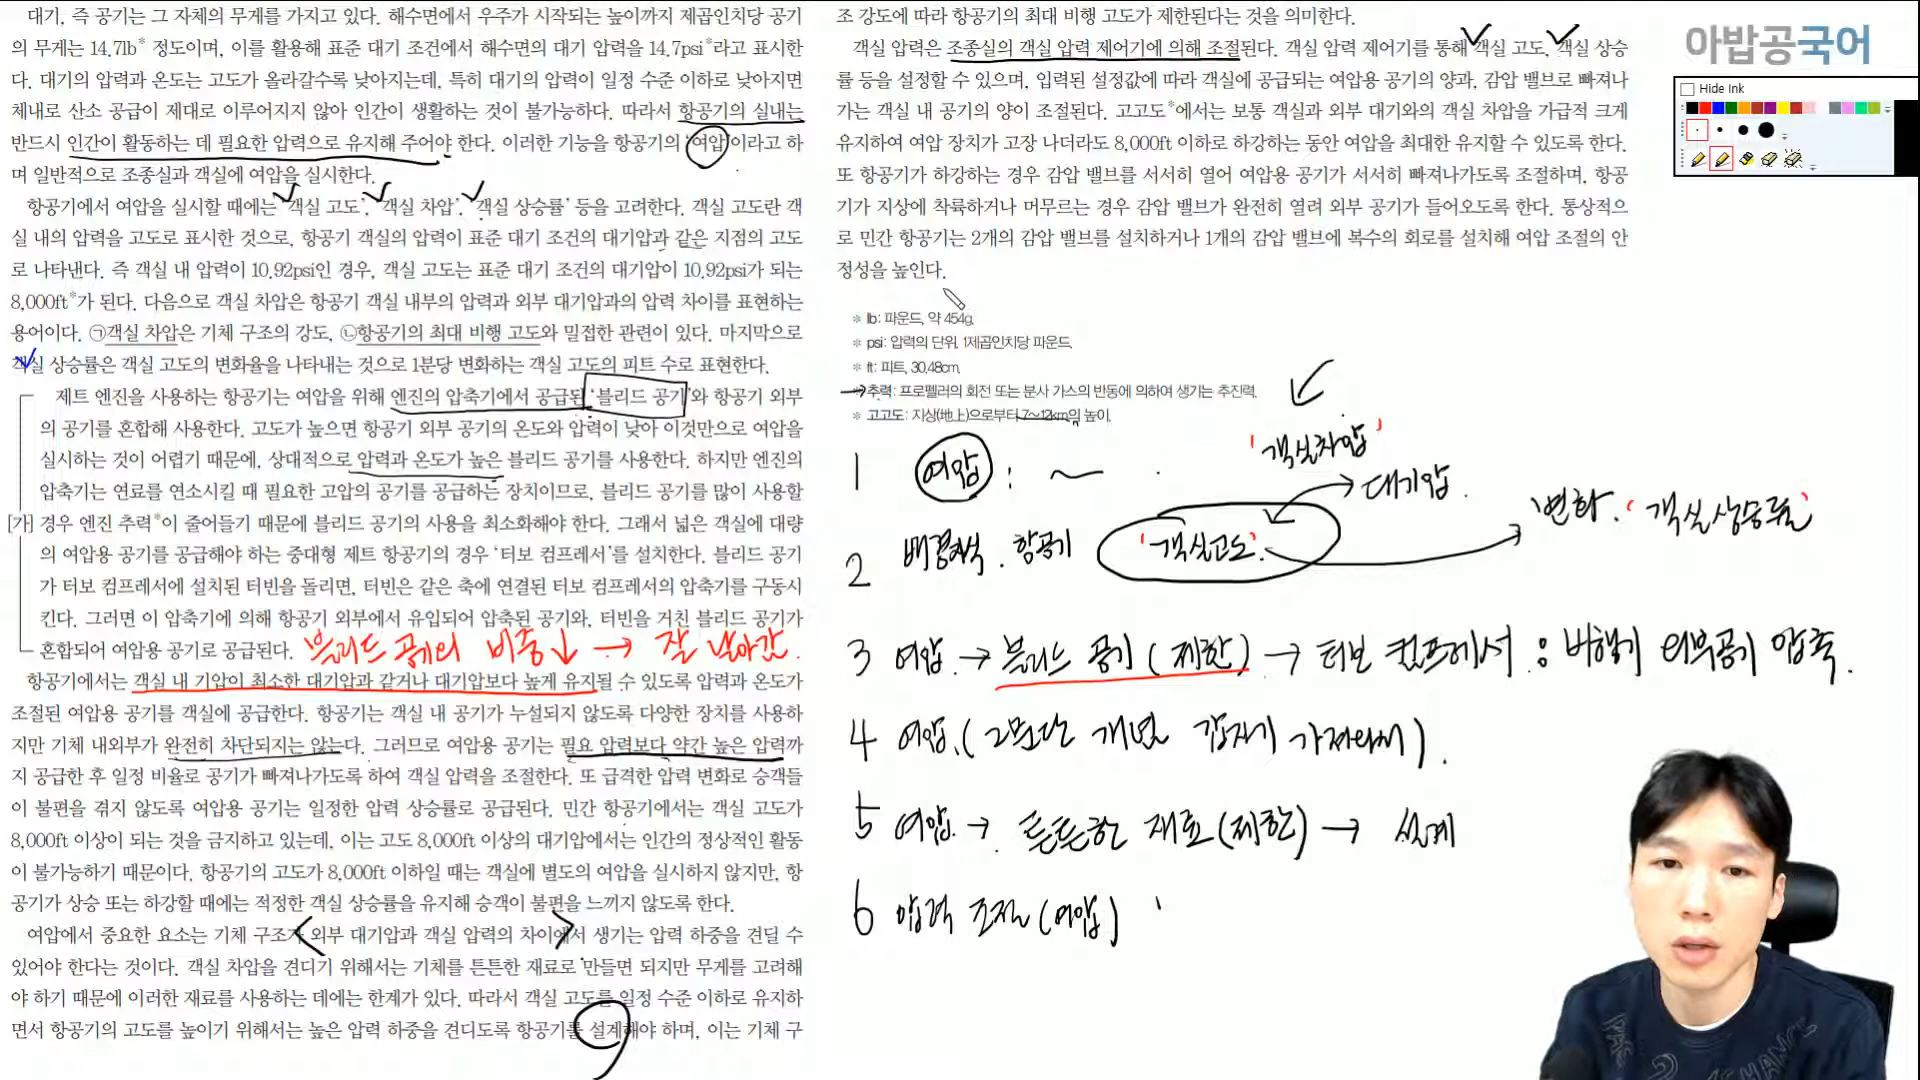 대기, 즉 공기는 그 자체의 무게를 가지고 있다. 해수면에서 우주가 시작되는 높이까지 제곱인치당 공기
의 무게는 14.7lb* 정도이며, 이를 활용해 표준 대기 조건에서 해수면의 대기 압력을 14.7psi*라고 표시한
다. 대기의 압력과 온도는 고도가 올라갈수록 낮아지는데, 특히 대기의 압력이 일정 수준 이하로 낮아지면
체내로 산소 공급이 제대로 이루어지지 않아 인간이 생활하는 것이 불가능하다. 따라서 항공기의 실내는
반드시 인간이 활동하는 데 필요한 압력으로 유지해 주어야 한다. 이러한 기능을 항공기의 '여압'이라고 하
며 일반적으로 조종실과 객실에 여압을 실시한다.
항공기에서 여압을 실시할 때에는 '객실 고도', '객실 차압', '객실 상승률' 등을 고려한다. 객실 고도란 객
실 내의 압력을 고도로 표시한 것으로, 항공기 객실의 압력이 표준 대기 조건의 대기압과 같은 지점의 고도
로 나타낸다. 즉 객실 내 압력이 10.92psi인 경우, 객실 고도는 표준 대기 조건의 대기압이 10.92psi가 되는
8,000ft*가 된다. 다음으로 객실 차압은 항공기 객실 내부의 압력과 외부 대기압과의 압력 차이를 표현하는
용어이다. ㉠객실 차압은 기체 구조의 강도, ㉡항공기의 최대 비행 고도와 밀접한 관련이 있다. 마지막으로
객실 상승률은 객실 고도의 변화율을 나타내는 것으로 1분당 변화하는 객실 고도의 피트 수로 표현한다.
제트 엔진을 사용하는 항공기는 여압을 위해 엔진의 압축기에서 공급된 '블리드 공기'와 항공기 외부
의 공기를 혼합해 사용한다. 고도가 높으면 항공기 외부 공기의 온도와 압력이 낮아 이것만으로 여압을
실시하는 것이 어렵기 때문에, 상대적으로 압력과 온도가 높은 블리드 공기를 사용한다. 하지만 엔진의
압축기는 연료를 연소시킬 때 필요한 고압의 공기를 공급하는 장치이므로, 블리드 공기를 많이 사용할
[가] 경우 엔진 추력*이 줄어들기 때문에 블리드 공기의 사용을 최소화해야 한다. 그래서 넓은 객실에 대량
의 여압용 공기를 공급해야 하는 중대형 제트 항공기의 경우 '터보 컴프레서'를 설치한다. 블리드 공기
가 터보 컴프레서에 설치된 터빈을 돌리면, 터빈은 같은 축에 연결된 터보 컴프레서의 압축기를 구동시
킨다. 그러면 이 압축기에 의해 항공기 외부에서 유입되어 압축된 공기와, 터빈을 거친 블리드 공기가
혼합되어 여압용 공기로 공급된다. 블리드 공기의 비중↓ → 잘 날아감.
항공기에서는 객실 내 기압이 최소한 대기압과 같거나 대기압보다 높게 유지될 수 있도록 압력과 온도가
조절된 여압용 공기를 객실에 공급한다. 항공기는 객실 내 공기가 누설되지 않도록 다양한 장치를 사용하
지만 기체 내외부가 완전히 차단되지는 않는다. 그러므로 여압용 공기는 필요 압력보다 약간 높은 압력까
지 공급한 후 일정 비율로 공기가 빠져나가도록 하여 객실 압력을 조절한다. 또 급격한 압력 변화로 승객들
이 불편을 겪지 않도록 여압용 공기는 일정한 압력 상승률로 공급된다. 민간 항공기에서는 객실 고도가
8,000ft 이상이 되는 것을 금지하고 있는데, 이는 고도 8,000ft 이상의 대기압에서는 인간의 정상적인 활동
이 불가능하기 때문이다. 항공기의 고도가 8,000ft 이하일 때는 객실에 별도의 여압을 실시하지 않지만, 항
공기가 상승 또는 하강할 때에는 적정한 객실 상승률을 유지해 승객이 불편을 느끼지 않도록 한다.
여압에서 중요한 요소는 기체 구조가 외부 대기압과 객실 압력의 차이에서 생기는 압력 하중을 견딜 수
있어야 한다는 것이다. 객실 차압을 견디기 위해서는 기체를 튼튼한 재료로 만들면 되지만 무게를 고려해
야 하기 때문에 이러한 재료를 사용하는 데에는 한계가 있다. 따라서 객실 고도를 일정 수준 이하로 유지하
면서 항공기의 고도를 높이기 위해서는 높은 압력 하중을 견디도록 항공기를 설계해야 하며, 이는 기체 구
조 강도에 따라 항공기의 최대 비행 고도가 제한된다는 것을 의미한다.
객실 압력은 조종실의 객실 압력 제어기에 의해 조절된다. 객실 압력 제어기를 통해 객실 고도, 객실 상승
률 등을 설정할 수 있으며, 입력된 설정값에 따라 객실에 공급되는 여압용 공기의 양과, 감압 밸브로 빠져나
가는 객실 내 공기의 양이 조절된다. 고고도*에서는 보통 객실과 외부 대기와의 객실 차압을 가급적 크게
유지하여 여압 장치가 고장 나더라도 8,000ft 이하로 하강하는 동안 여압을 최대한 유지할 수 있도록 한다.
또 항공기가 하강하는 경우 감압 밸브를 서서히 열어 여압용 공기가 서서히 빠져나가도록 조절하며, 항공
기가 지상에 착륙하거나 머무르는 경우 감압 밸브가 완전히 열려 외부 공기가 들어오도록 한다. 통상적으
로 민간 항공기는 2개의 감압 밸브를 설치하거나 1개의 감압 밸브에 복수의 회로를 설치해 여압 조절의 안
정성을 높인다.
* lb: 파운드, 약 454g.
* psi: 압력의 단위, 1제곱인치당 파운드.
* ft: 피트, 30.48cm.
* 추력: 프로펠러의 회전 또는 분사 가스의 반동에 의하여 생기는 추진력.
* 고고도: 지상(地上)으로부터 7~12km의 높이.
'객실차압'
1 여압 : ~
대기압.
변화. '객실상승률'
2 배경지식. 항공기 '객실고도'
3 여압 → 블리드 공기 (제한) → 터보 컴프레서 : 비행기 외부공기 압축.
4 여압. (2문단 개념 갑자기 가져와서).
5 여압. → 튼튼한 재료 (제한) → 설계
6 압력 조절 (여압)
아밥공국어
Hide Ink